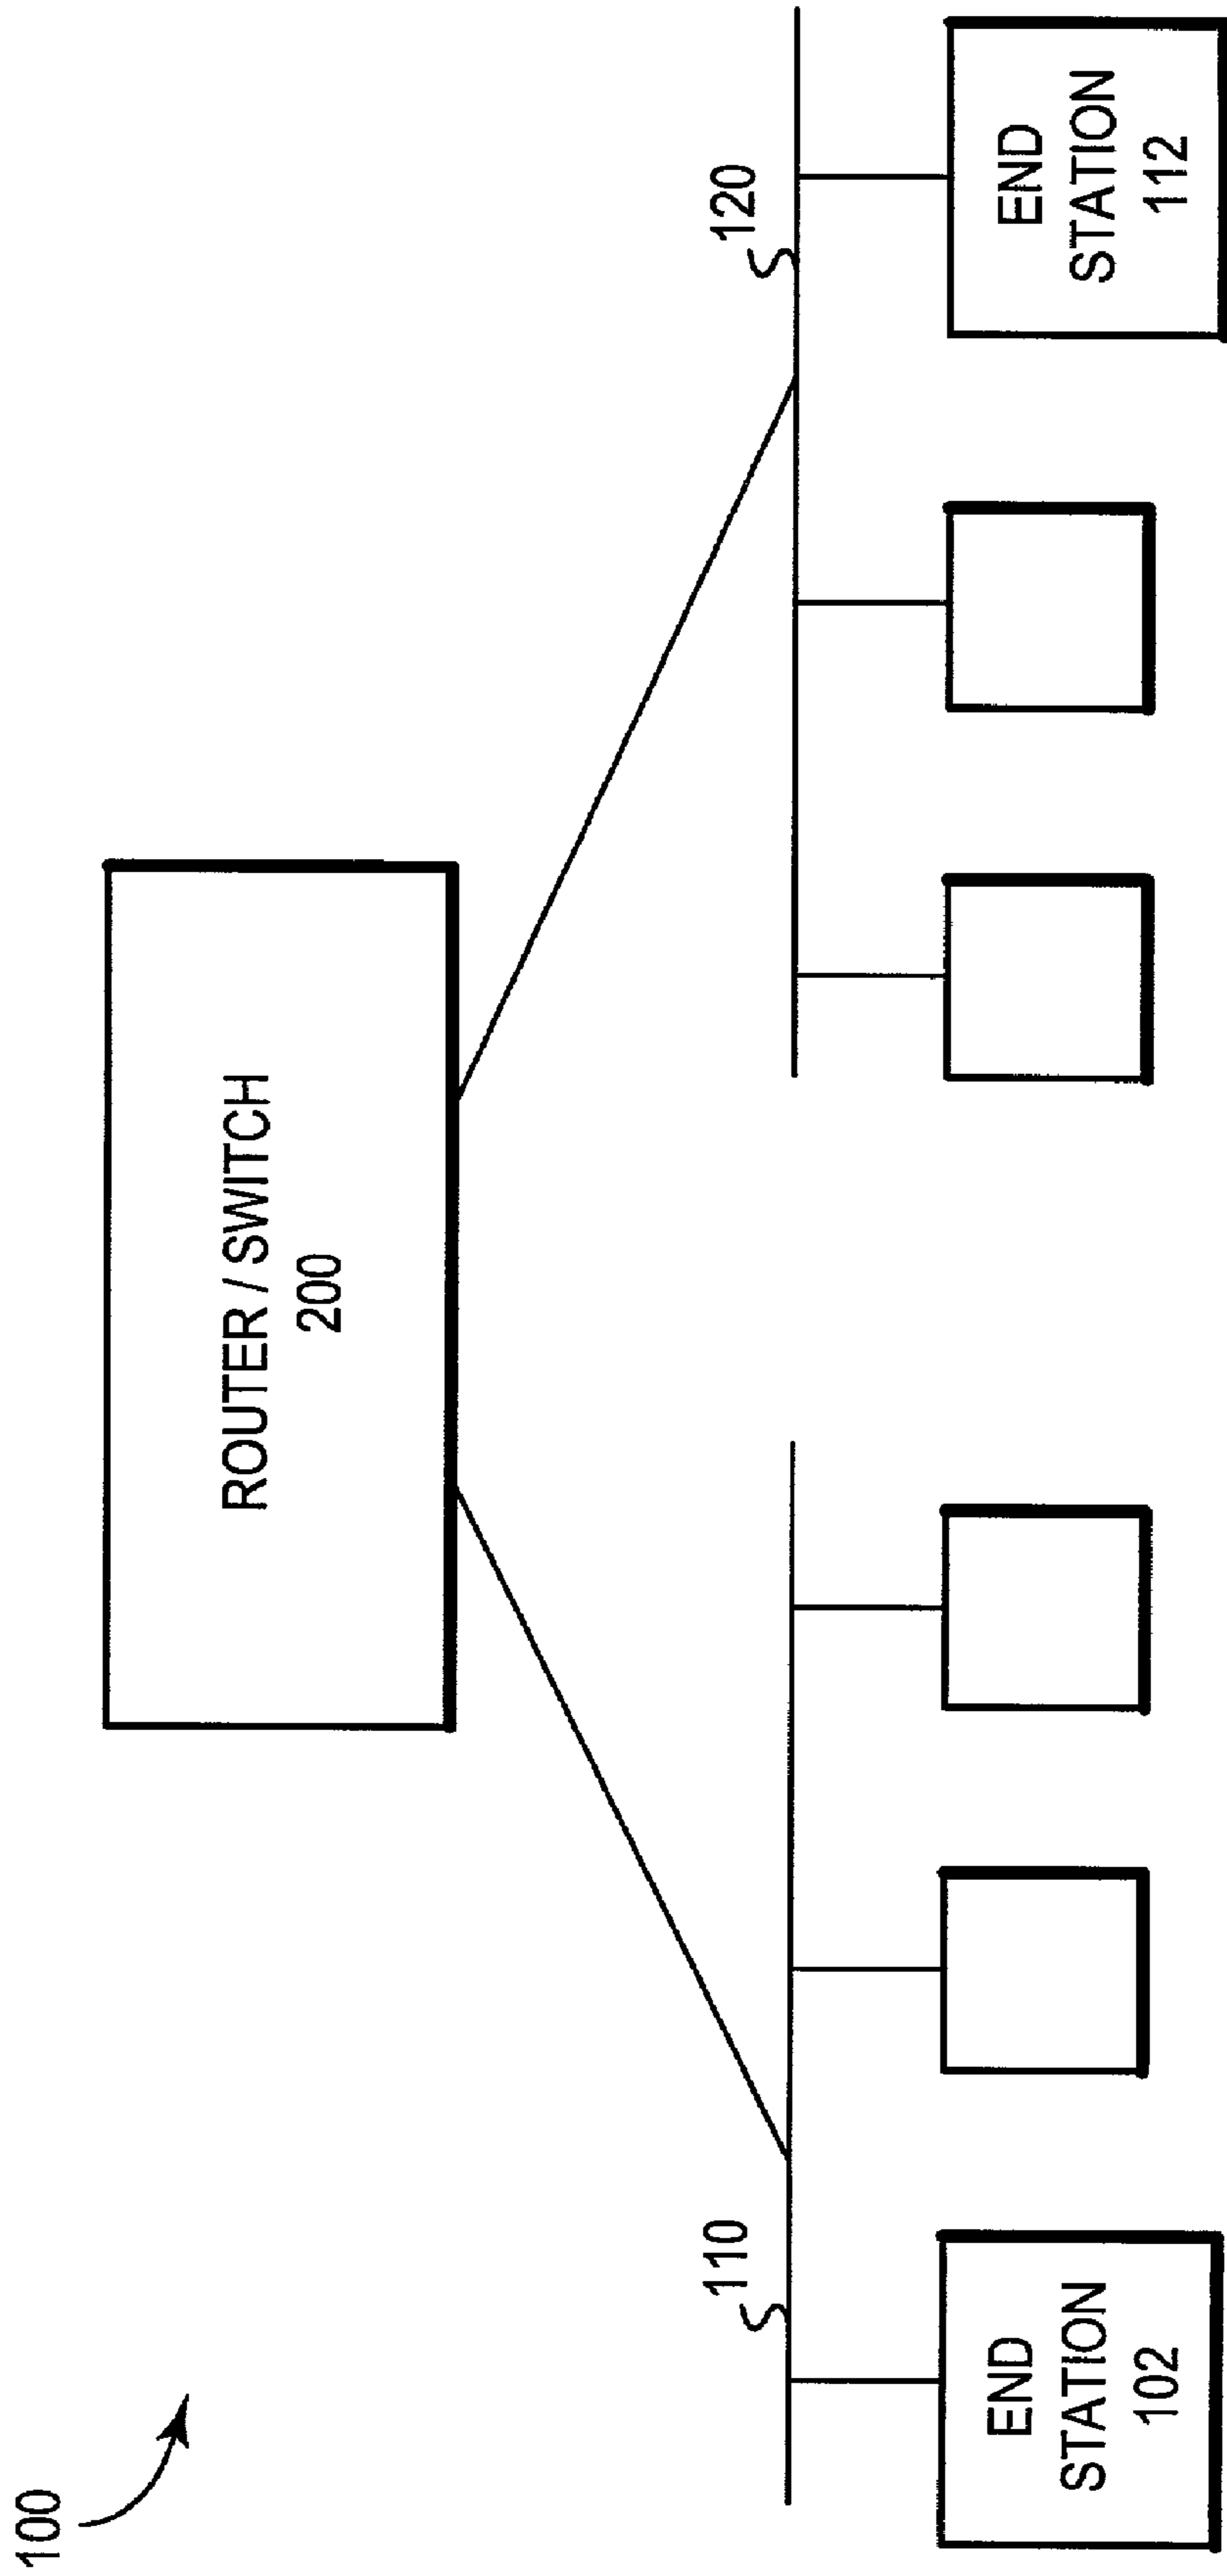 100
ROUTER / SWITCH
200
110
120
END
STATION
102
END
STATION
112